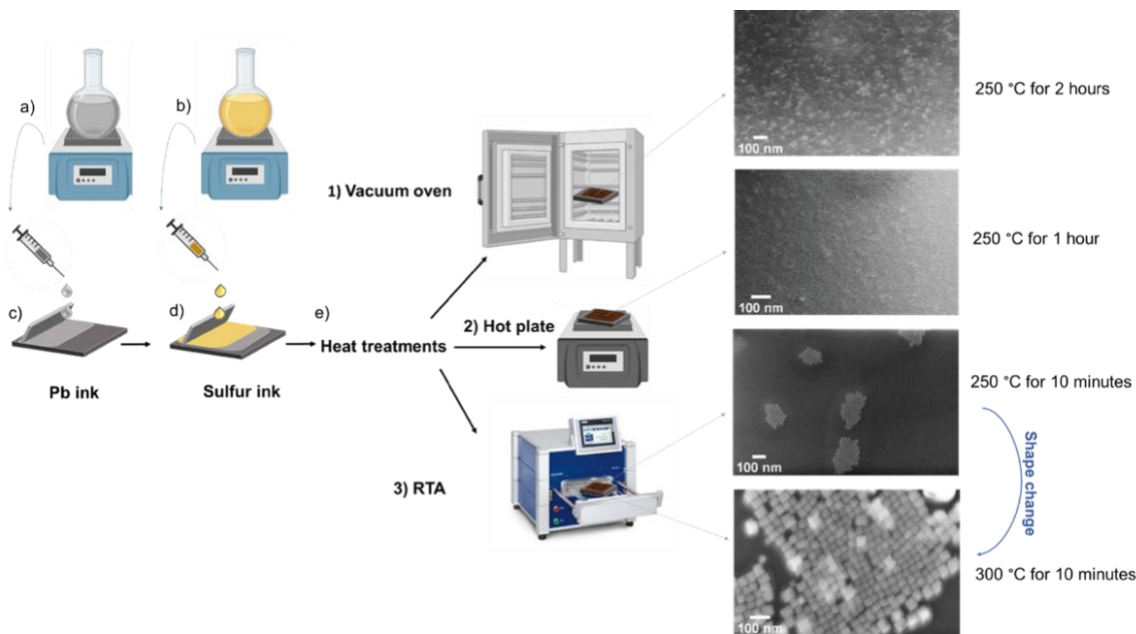 a)
b)
c)
d)
e)
Pb ink
Sulfur ink
Heat treatments
1) Vacuum oven
2) Hot plate
3) RTA
100 nm
250 °C for 2 hours
100 nm
250 °C for 1 hour
100 nm
250 °C for 10 minutes
Shape change
100 nm
300 °C for 10 minutes